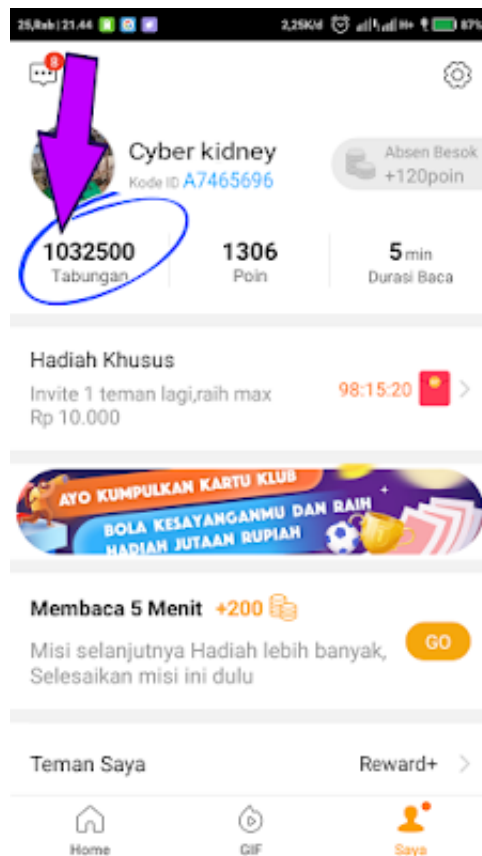 25,Rab|21.44 2,25K/d H+ 87%
8
Cyber kidney
Kode ID A7465696
Absen Besok
+120poin
1032500
Tabungan
1306
Poin
5 min
Durasi Baca
Hadiah Khusus
Invite 1 teman lagi,raih max
Rp 10.000
98:15:20
AYO KUMPULKAN KARTU KLUB
BOLA KESAYANGANMU DAN RAIH
HADIAH JUTAAN RUPIAH
Membaca 5 Menit +200
Misi selanjutnya Hadiah lebih banyak,
Selesaikan misi ini dulu
GO
Teman Saya
Reward+
Home
GIF
Saya